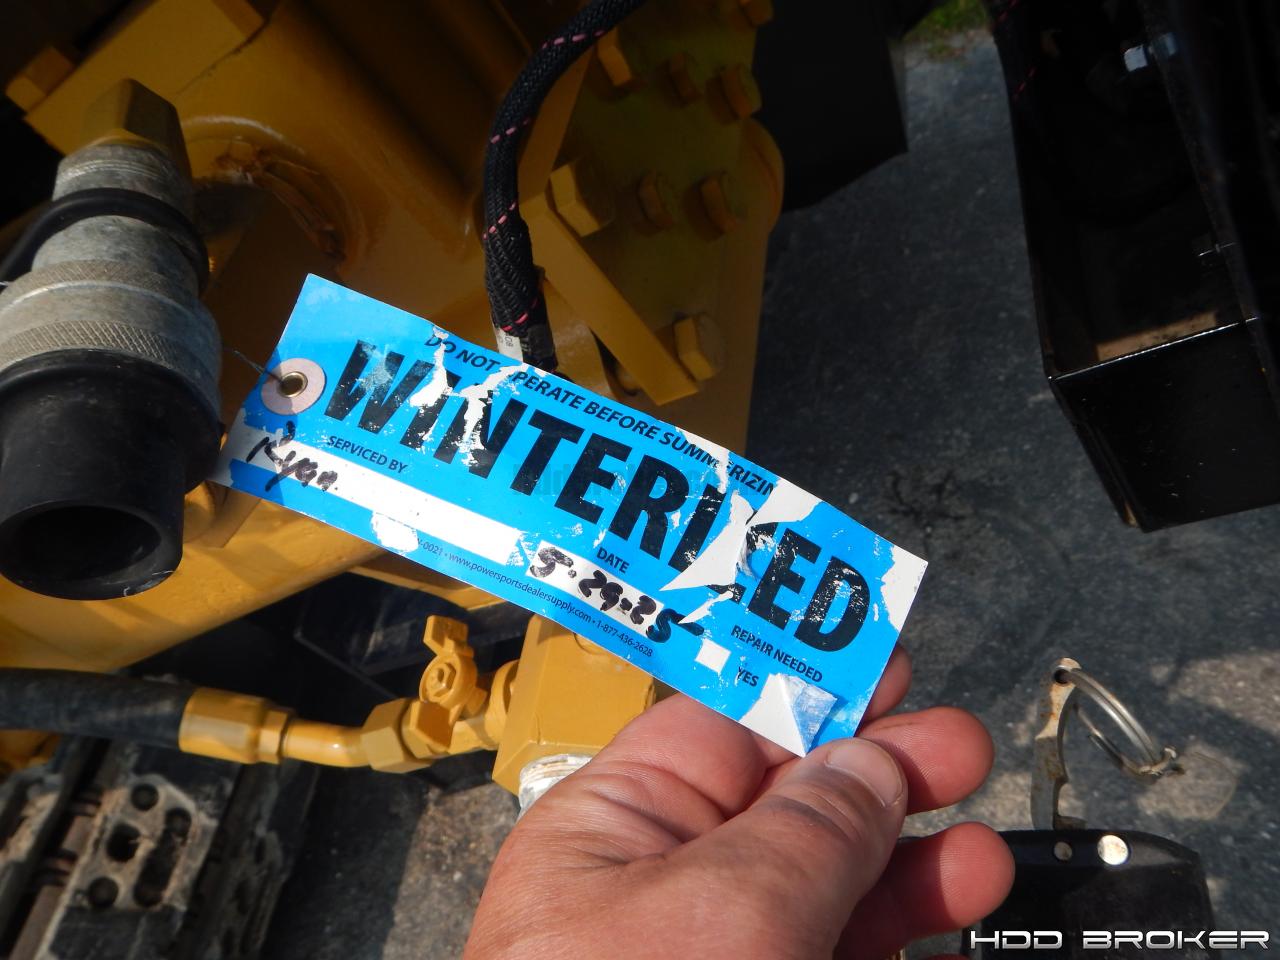 DO NOT OPERATE BEFORE SUMMERIZIN
WINTERIZED
SERVICED BY
Ryan
DATE
5-29-25
REPAIR NEEDED
YES
-0021 • www.powersportsdealersupply.com • 1-877-436-2628
HDD BROKER